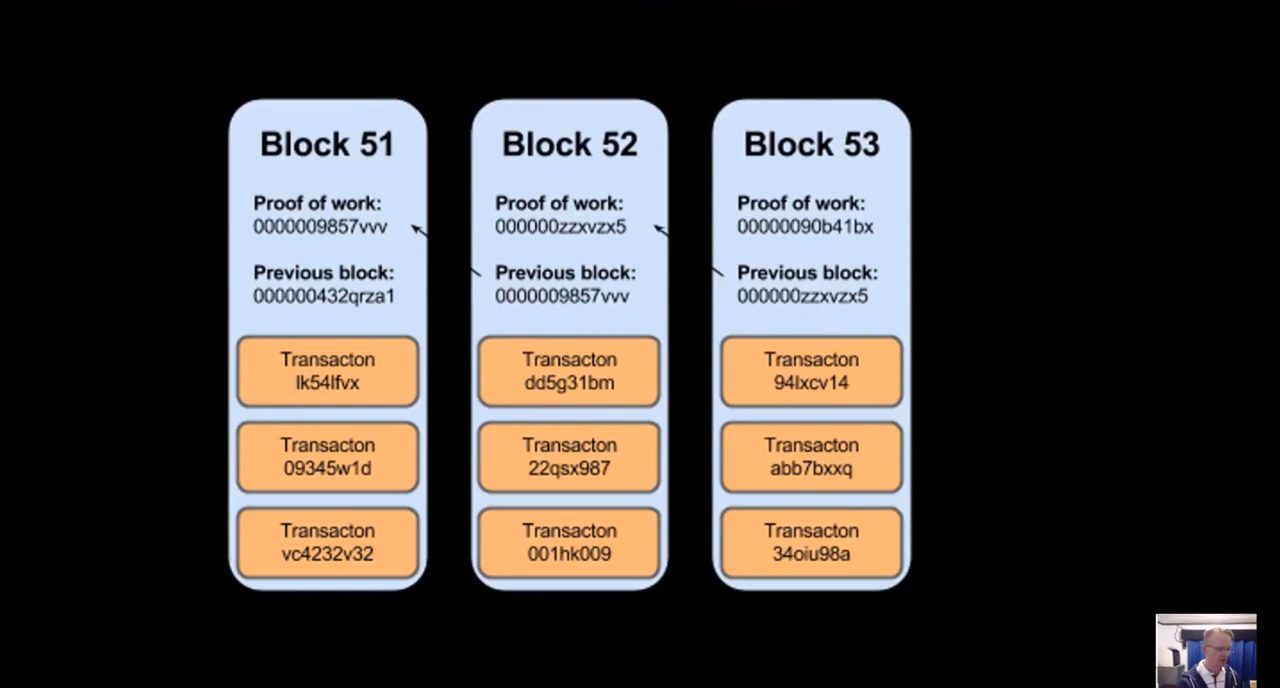 Block 51
Proof of work:
0000009857vvv
Previous block:
000000432qrza1
Transacton
lk54lfvx
Transacton
09345w1d
Transacton
vc4232v32
Block 52
Proof of work:
000000zzxvzx5
Previous block:
0000009857vvv
Transacton
dd5g31bm
Transacton
22qsx987
Transacton
001hk009
Block 53
Proof of work:
00000090b41bx
Previous block:
000000zzxvzx5
Transacton
94lxcv14
Transacton
abb7bxxq
Transacton
34oiu98a